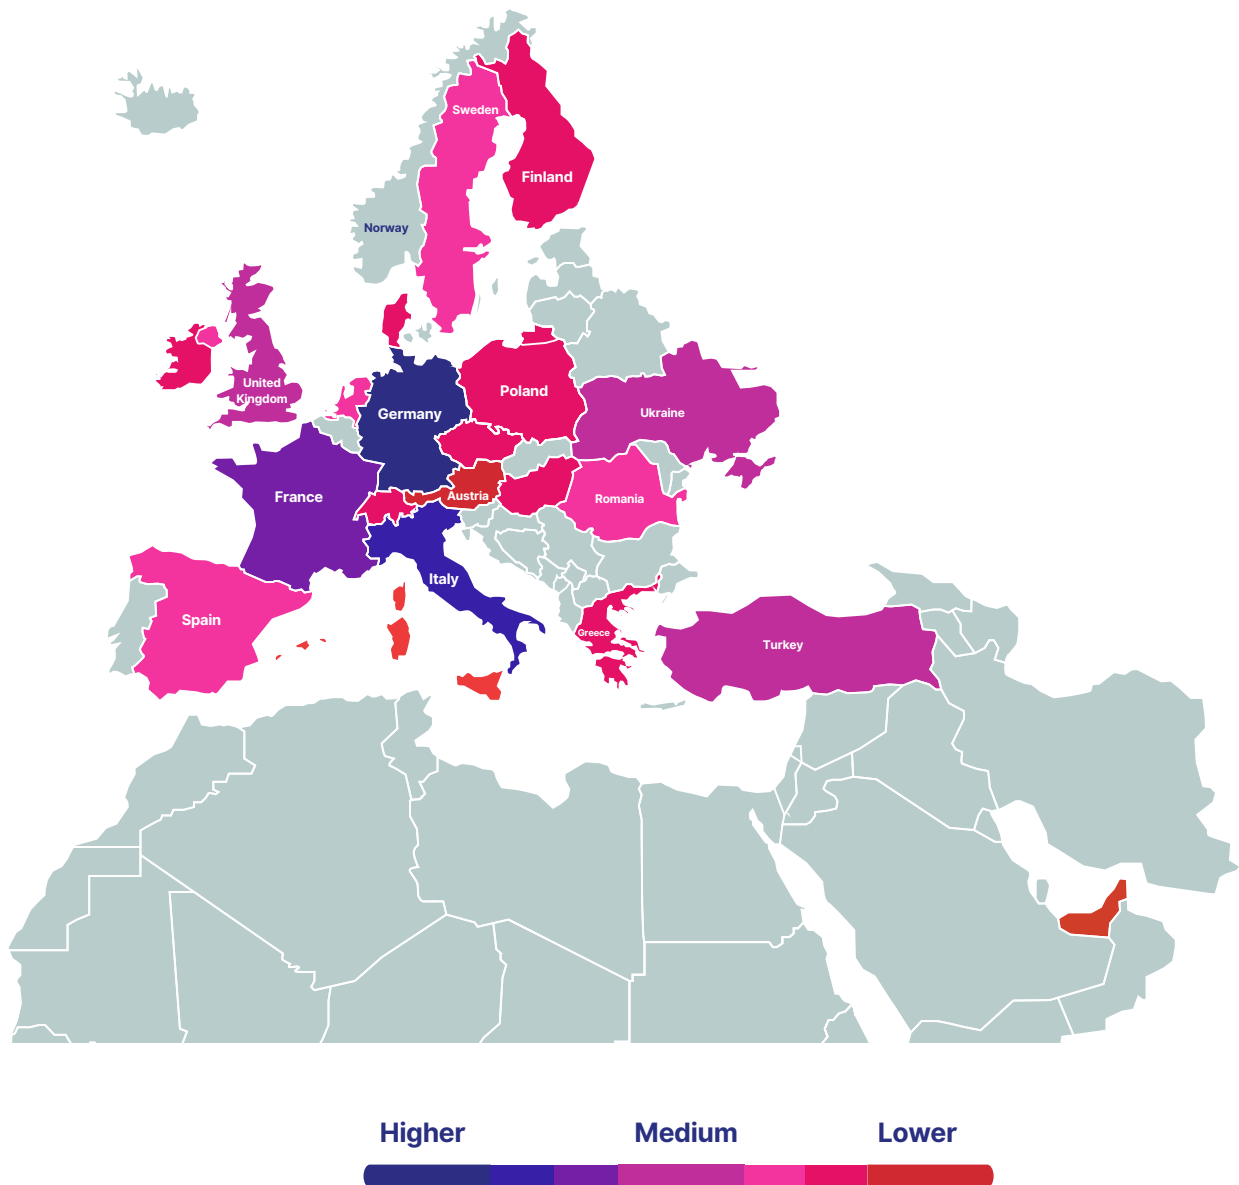 Sweden
Finland
Norway
United
Kingdom
Poland
Germany
Ukraine
France
Austria
Romania
Italy
Spain
Greece
Turkey
Higher
Medium
Lower